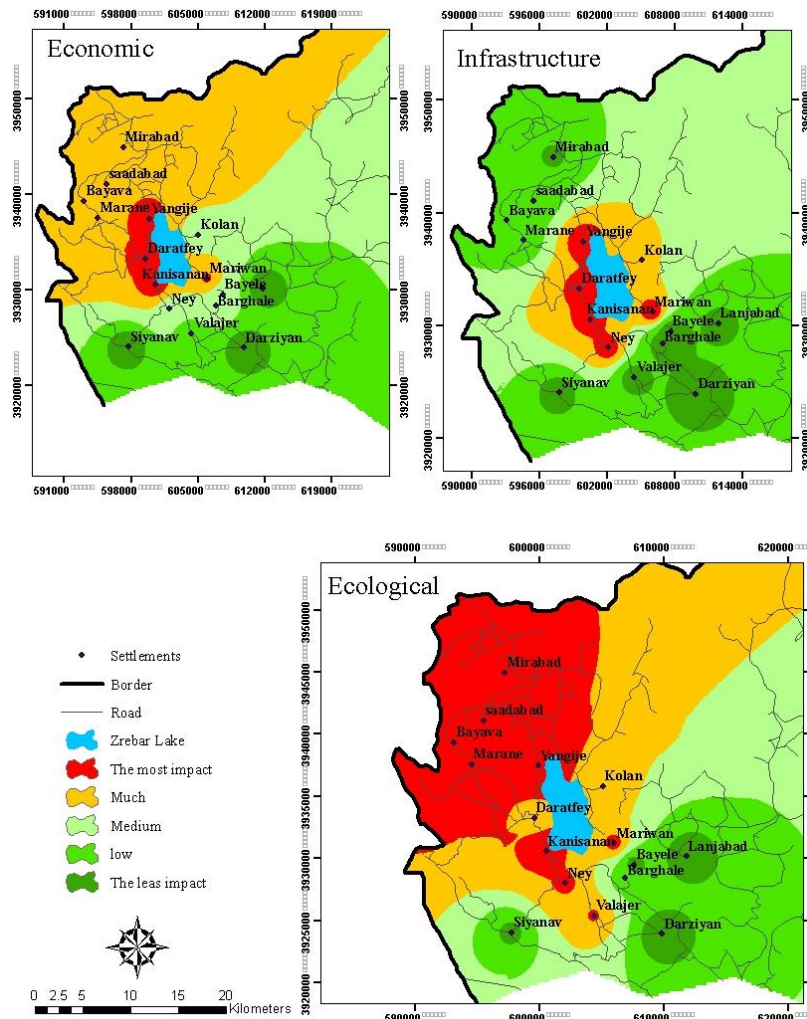 591000 598000 605000 612000 619000
Economic
3950000
3940000
3930000
3920000
Mirabad
saadabad
Bayava
Marane
Yangije
Kolan
Daratfey
Mariwan
Kanisanan
Bayele
Ney
Barghale
Valajer
Siyanav
Darziyan
591000 598000 605000 612000 619000
590000 596000 602000 608000 614000
Infrastructure
3950000
3940000
3930000
3920000
Mirabad
saadabad
Bayava
Marane
Yangije
Kolan
Daratfey
Mariwan
Kanisanan
Lanjabad
Bayele
Ney
Barghale
Valajer
Siyanav
Darziyan
590000 596000 602000 608000 614000
590000 600000 610000 620000
Ecological
3950000
3945000
3940000
3935000
3930000
3925000
3920000
Mirabad
saadabad
Bayava
Marane
Yangije
Kolan
Daratfey
Mariwan
Kanisanan
Bayele
Lanjabad
Ney
Barghale
Valajer
Siyanav
Darziyan
590000 600000 610000 620000
Settlements
Border
Road
Zrebar Lake
The most impact
Much
Medium
low
The leas impact
0 2.5 5 10 15 20
Kilometers